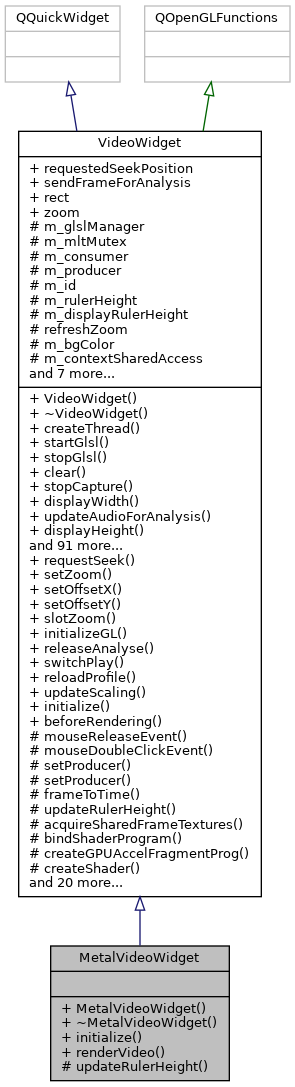 QQuickWidget
QOpenGLFunctions
VideoWidget
+ requestedSeekPosition
+ sendFrameForAnalysis
+ rect
+ zoom
# m_glslManager
# m_mltMutex
# m_consumer
# m_producer
# m_id
# m_rulerHeight
# m_displayRulerHeight
# refreshZoom
# m_bgColor
# m_contextSharedAccess
and 7 more...
+ VideoWidget()
+ ~VideoWidget()
+ createThread()
+ startGlsl()
+ stopGlsl()
+ clear()
+ stopCapture()
+ displayWidth()
+ updateAudioForAnalysis()
+ displayHeight()
and 91 more...
+ requestSeek()
+ setZoom()
+ setOffsetX()
+ setOffsetY()
+ slotZoom()
+ initializeGL()
+ releaseAnalyse()
+ switchPlay()
+ reloadProfile()
+ updateScaling()
+ initialize()
+ beforeRendering()
# mouseReleaseEvent()
# mouseDoubleClickEvent()
# setProducer()
# setProducer()
# frameToTime()
# updateRulerHeight()
# acquireSharedFrameTextures()
# bindShaderProgram()
# createGPUAccelFragmentProg()
# createShader()
and 20 more...
MetalVideoWidget
+ MetalVideoWidget()
+ ~MetalVideoWidget()
+ initialize()
+ renderVideo()
# updateRulerHeight()